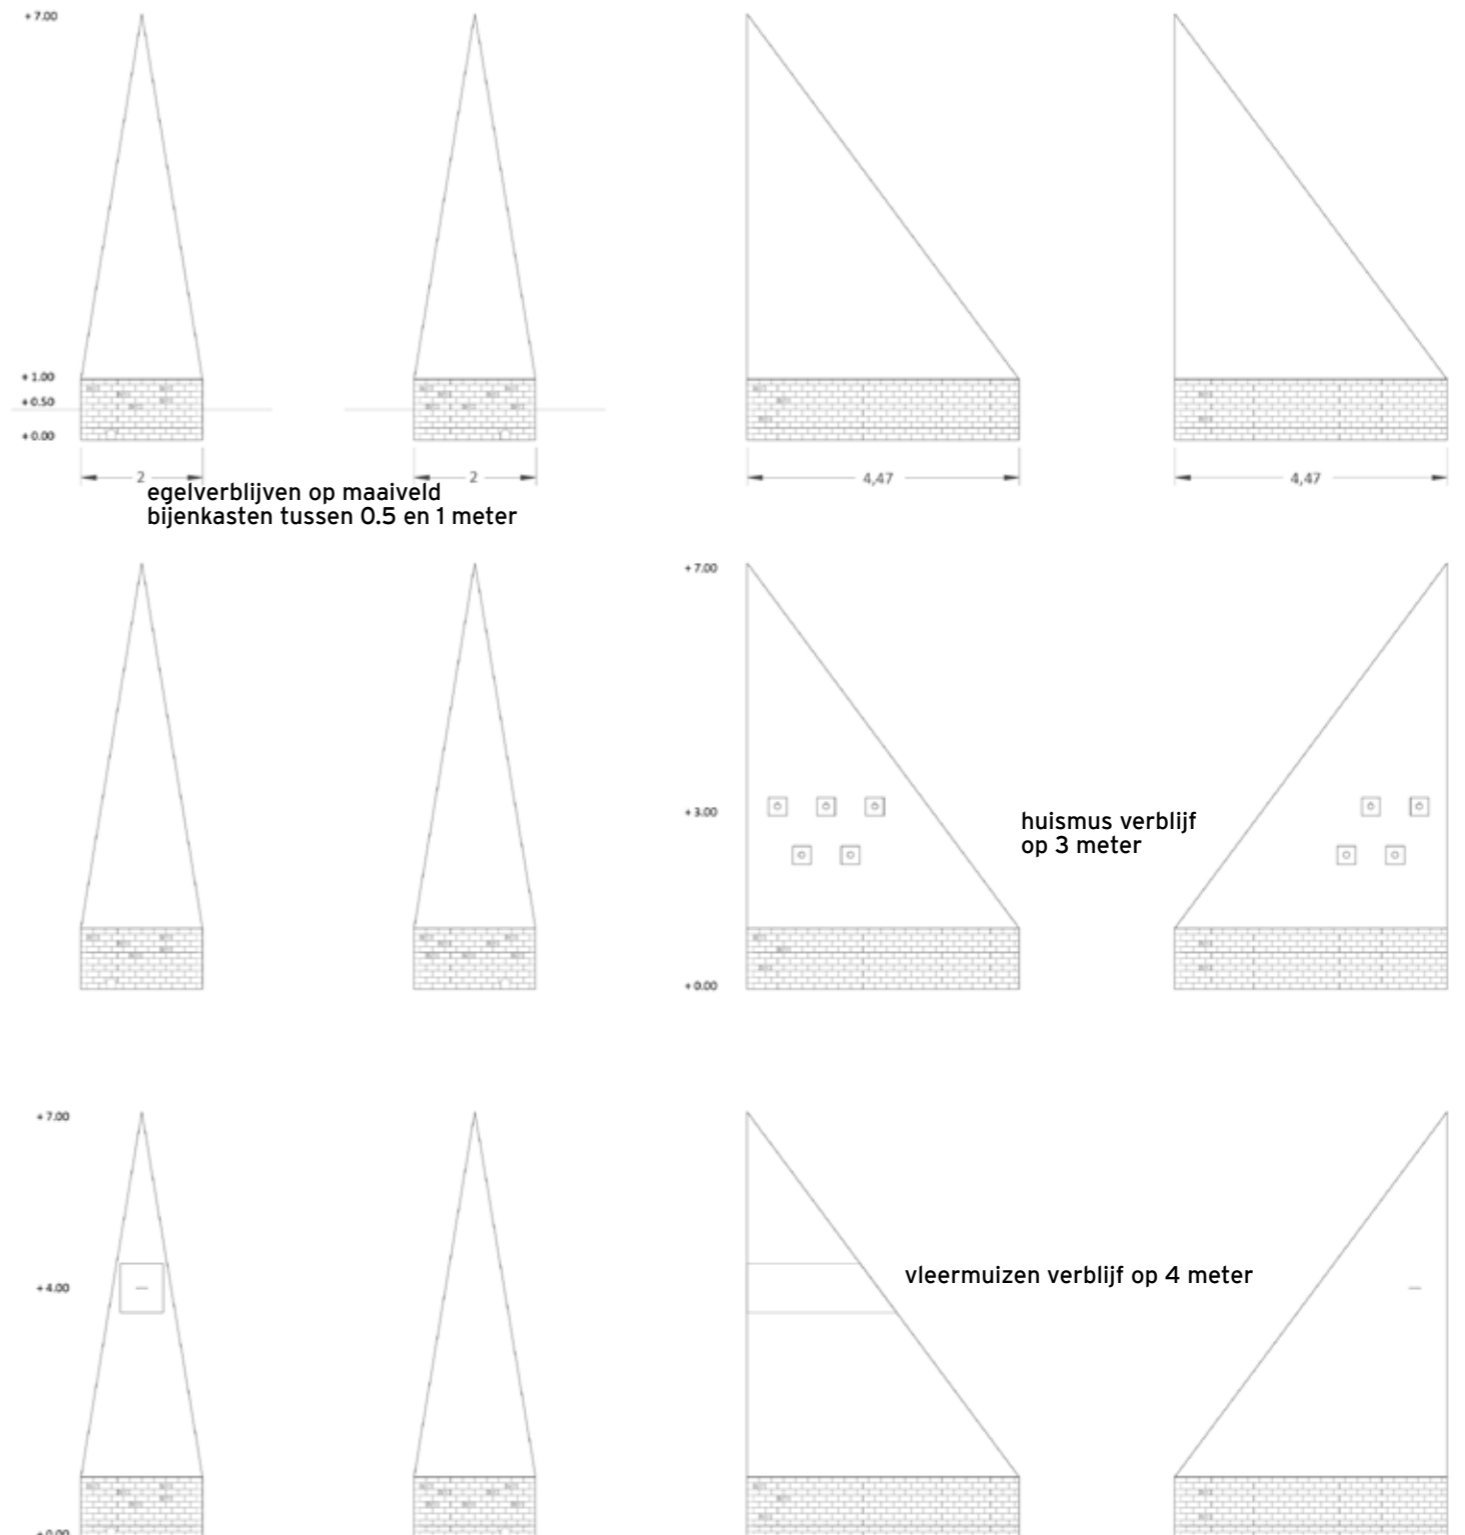 +7.00
+1.00
+0.50
+0.00
2
2
4,47
4,47
egelverblijven op maaiveld
bijenkasten tussen 0.5 en 1 meter
+7.00
+3.00
huismus verblijf
op 3 meter
+0.00
+7.00
+4.00
vleermuizen verblijf op 4 meter